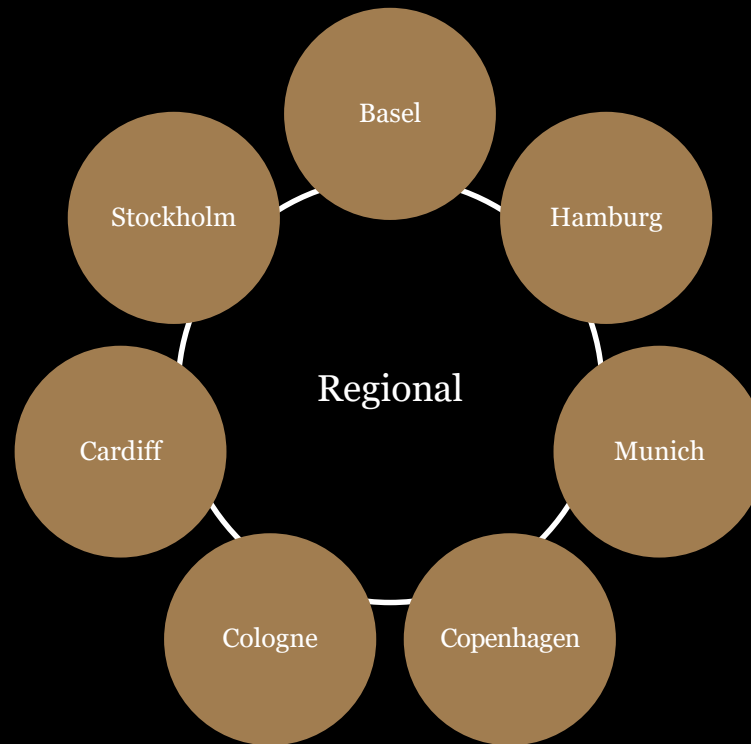 Basel
Stockholm
Hamburg
Regional
Cardiff
Munich
Cologne
Copenhagen